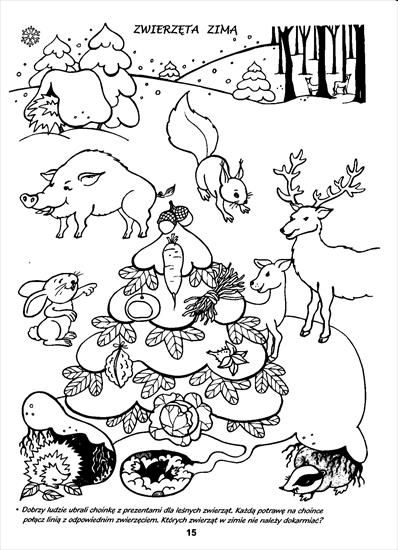 ZWIERZĘTA ZIMĄ
• Dobrzy ludzie ubrali choinkę z prezentami dla leśnych zwierząt. Każdą potrawę na choince
połącz linią z odpowiednim zwierzęciem. Których zwierząt w zimie nie należy dokarmiać?
15